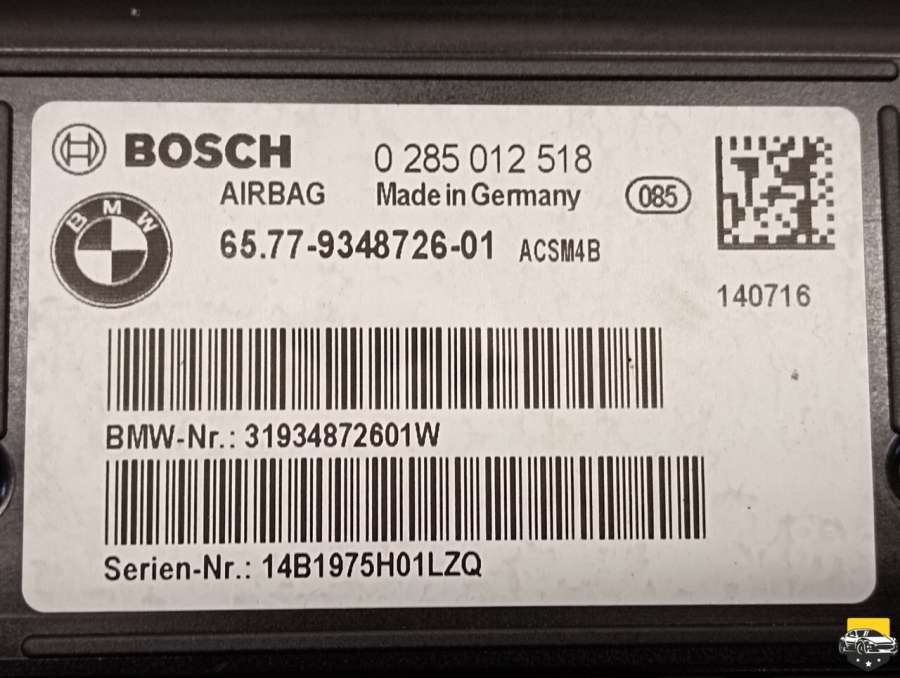 BOSCH 0 285 012 518
AIRBAG Made in Germany 085
BMW
65.77-9348726-01 ACSM4B
140716
BMW-Nr.: 31934872601W
Serien-Nr.: 14B1975H01LZQ